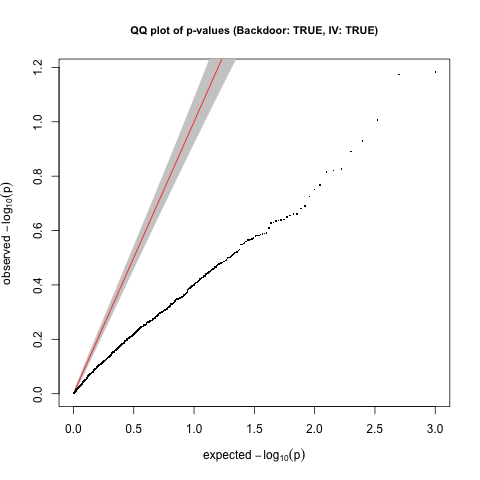 QQ plot of p-values (Backdoor: TRUE, IV: TRUE)
observed −log₁₀(p)
1.2
1.0
0.8
0.6
0.4
0.2
0.0
0.0 0.5 1.0 1.5 2.0 2.5 3.0
expected −log₁₀(p)